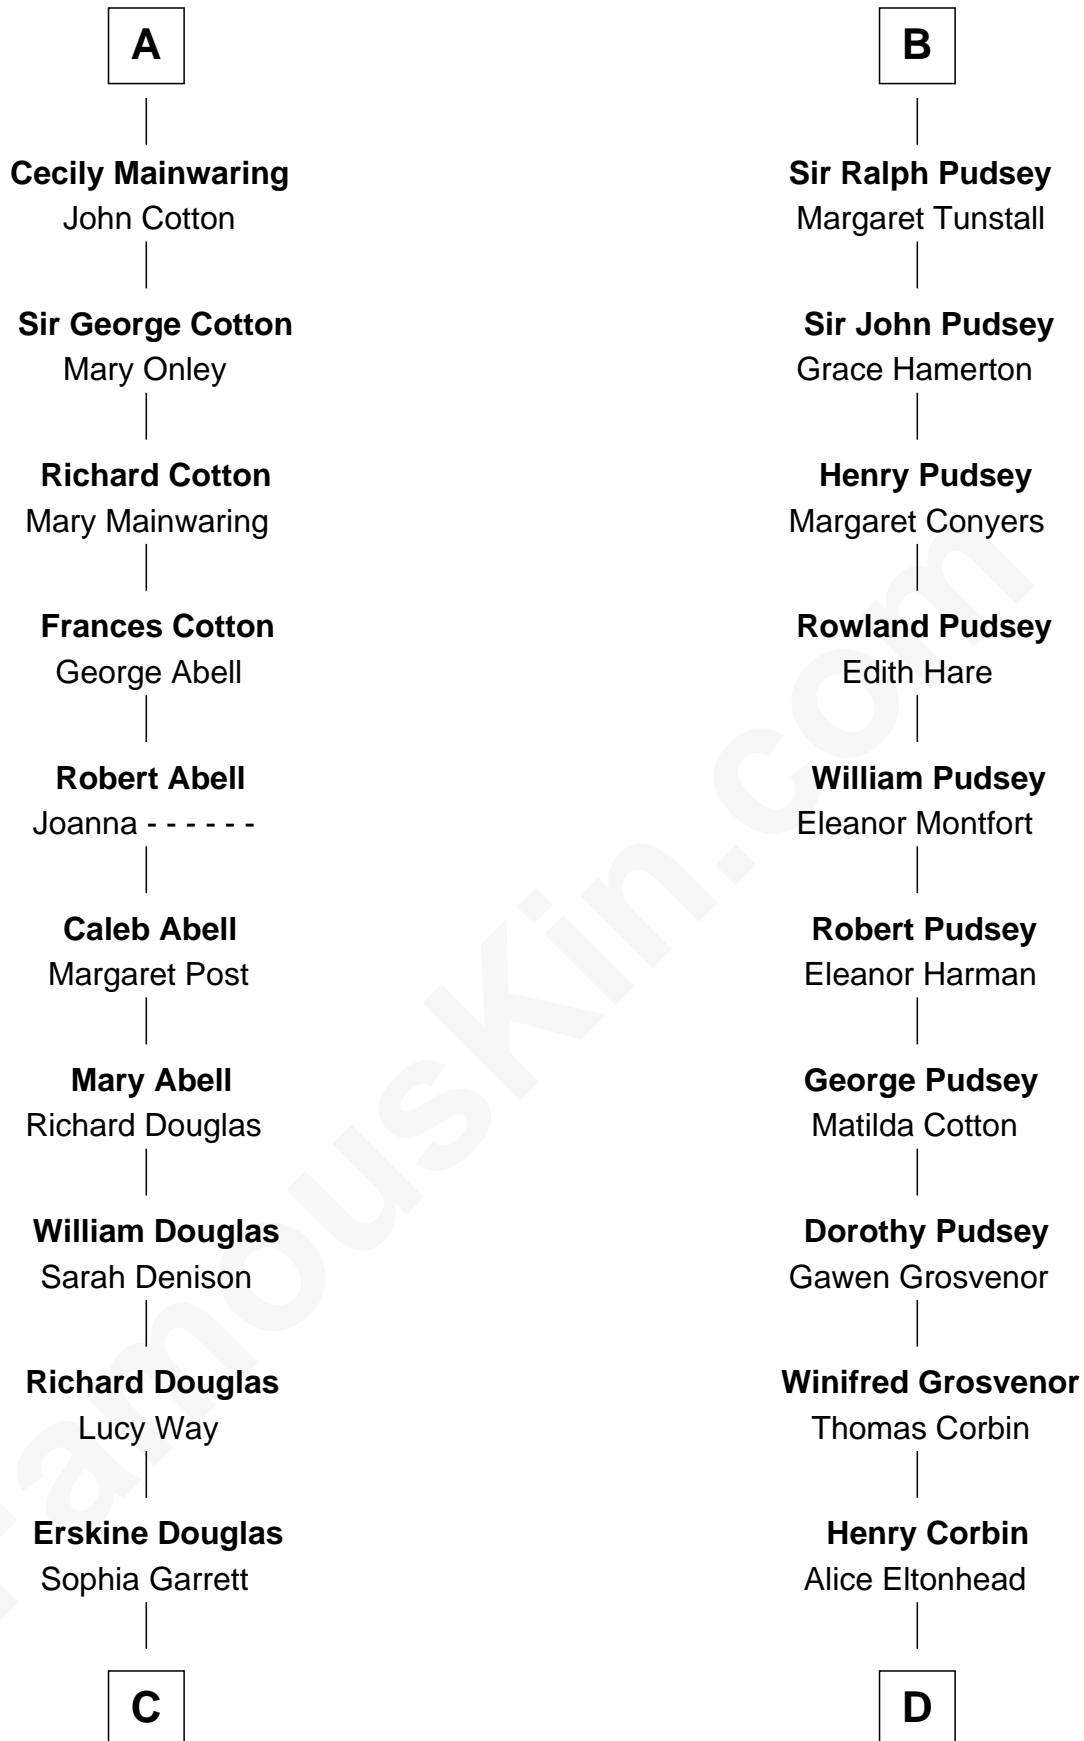 A
Cecily Mainwaring
John Cotton
Sir George Cotton
Mary Onley
Richard Cotton
Mary Mainwaring
Frances Cotton
George Abell
Robert Abell
Joanna - - - - - -
Caleb Abell
Margaret Post
Mary Abell
Richard Douglas
William Douglas
Sarah Denison
Richard Douglas
Lucy Way
Erskine Douglas
Sophia Garrett
C
B
Sir Ralph Pudsey
Margaret Tunstall
Sir John Pudsey
Grace Hamerton
Henry Pudsey
Margaret Conyers
Rowland Pudsey
Edith Hare
William Pudsey
Eleanor Montfort
Robert Pudsey
Eleanor Harman
George Pudsey
Matilda Cotton
Dorothy Pudsey
Gawen Grosvenor
Winifred Grosvenor
Thomas Corbin
Henry Corbin
Alice Eltonhead
D
FamousKin.com